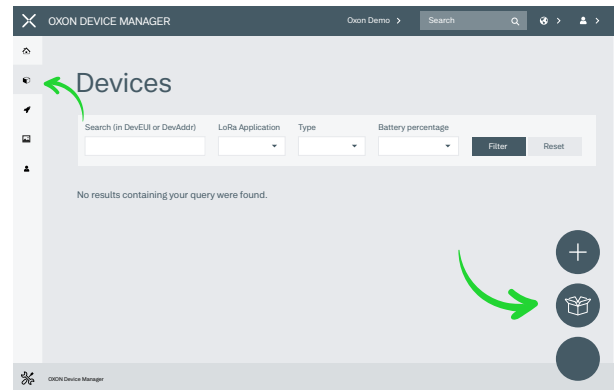 OXON DEVICE MANAGER Oxon Demo Search
Devices
Search (in DevEUI or DevAddr) LoRa Application Type Battery percentage
Filter Reset
No results containing your query were found.
OXON Device Manager